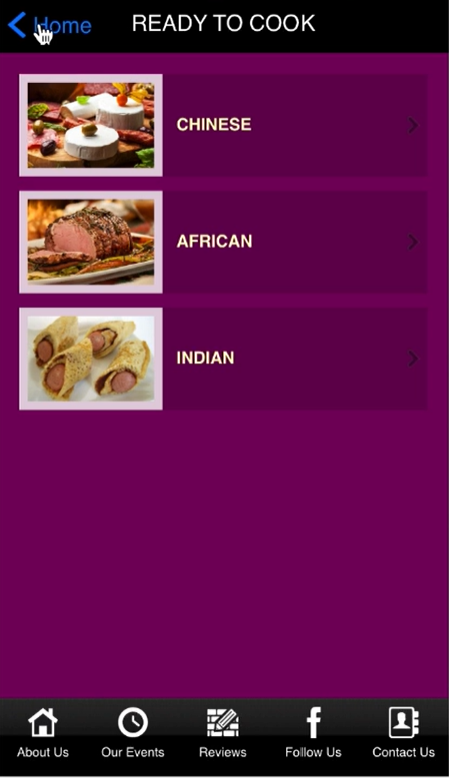 Home
READY TO COOK
CHINESE
AFRICAN
INDIAN
About Us
Our Events
Reviews
Follow Us
Contact Us